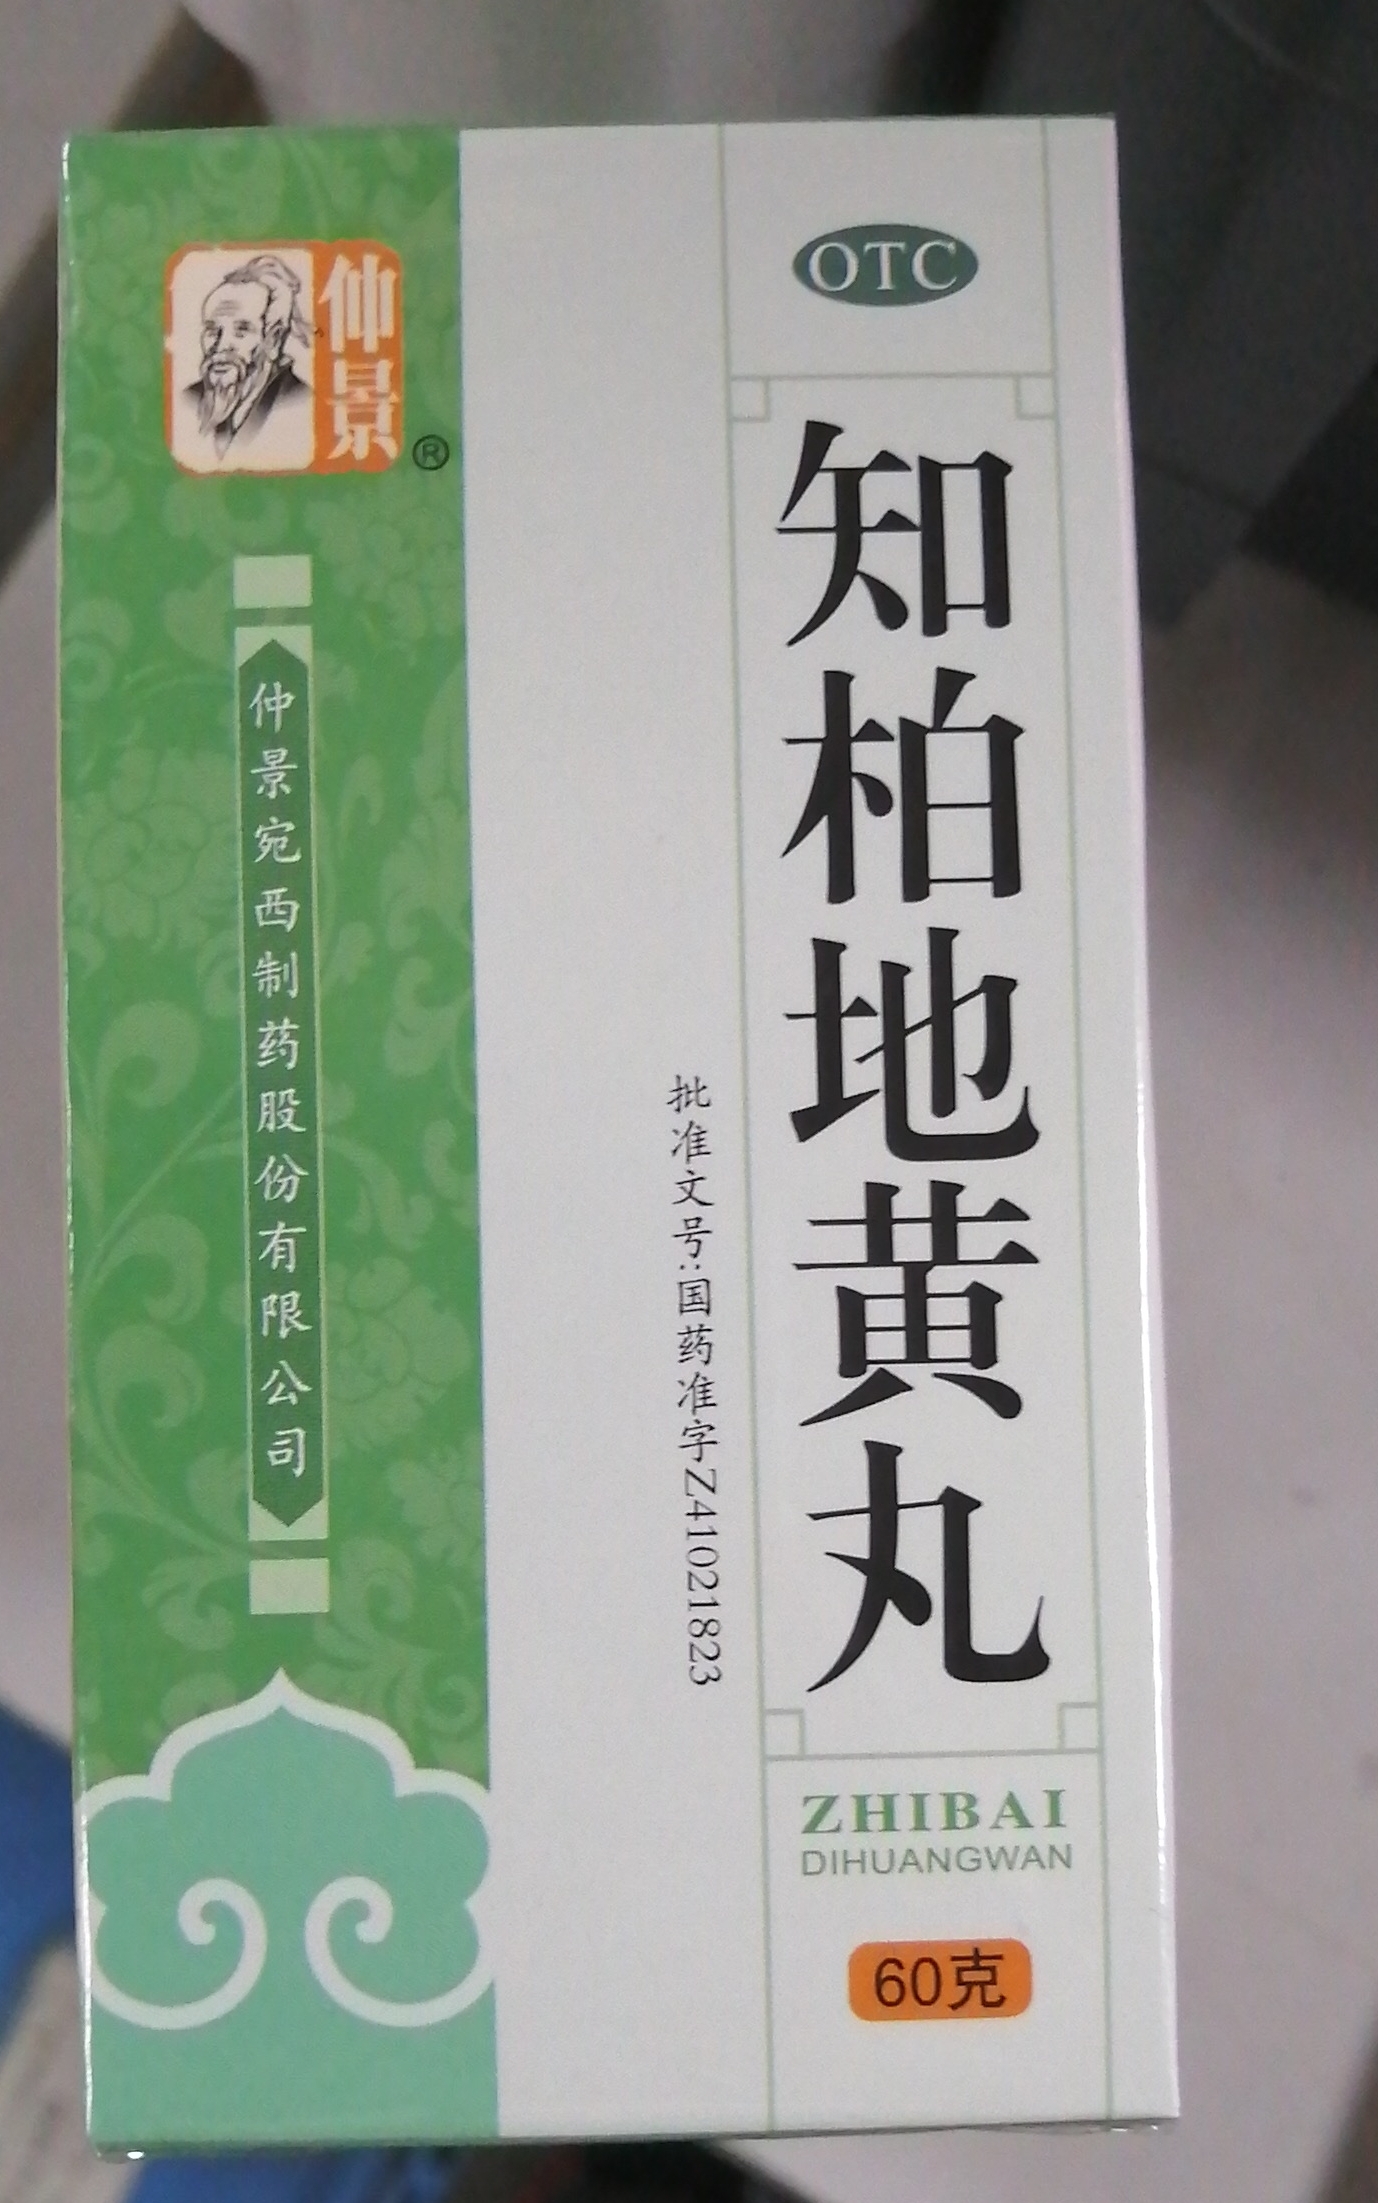 OTC
知柏地黄丸
ZHIBAI
DIHUANGWAN
60克
批准文号:国药准字Z41021823
仲景
®
仲景宛西制药股份有限公司